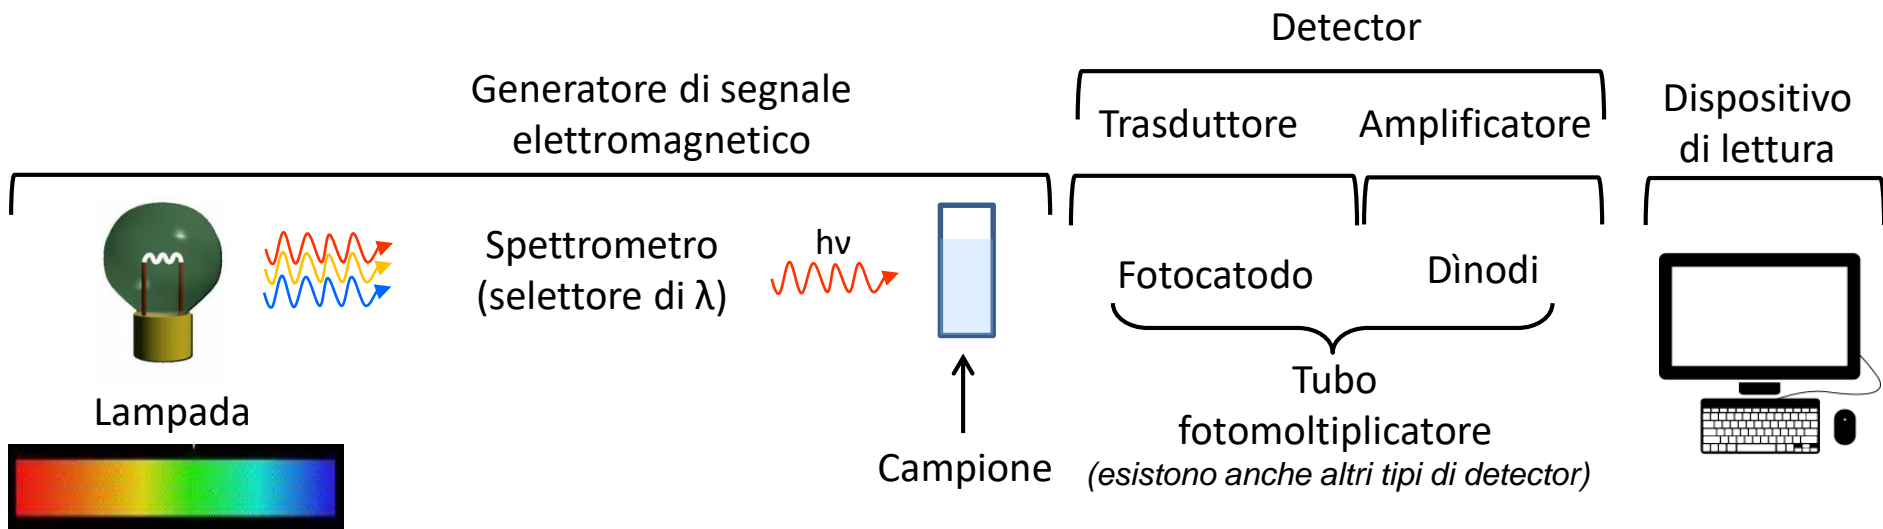 Detector
Generatore di segnale
elettromagnetico
Trasduttore
Amplificatore
Dispositivo
di lettura
Spettrometro
(selettore di λ)
hν
Fotocatodo
Dìnodi
Lampada
Campione
Tubo
fotomoltiplicatore
(esistono anche altri tipi di detector)